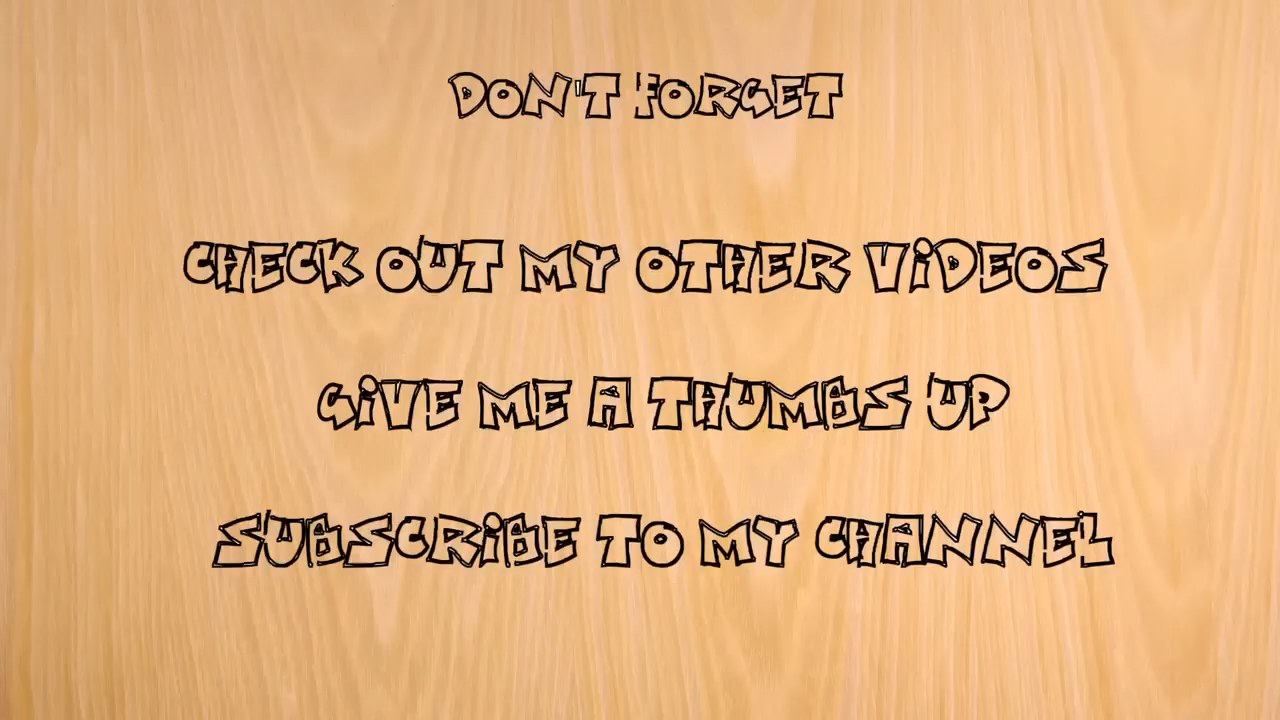 DON'T FORGET
CHECK OUT MY OTHER ViDEOS
GiVE ME A THUMBS UP
SUBSCRiBE TO MY CHANNEL